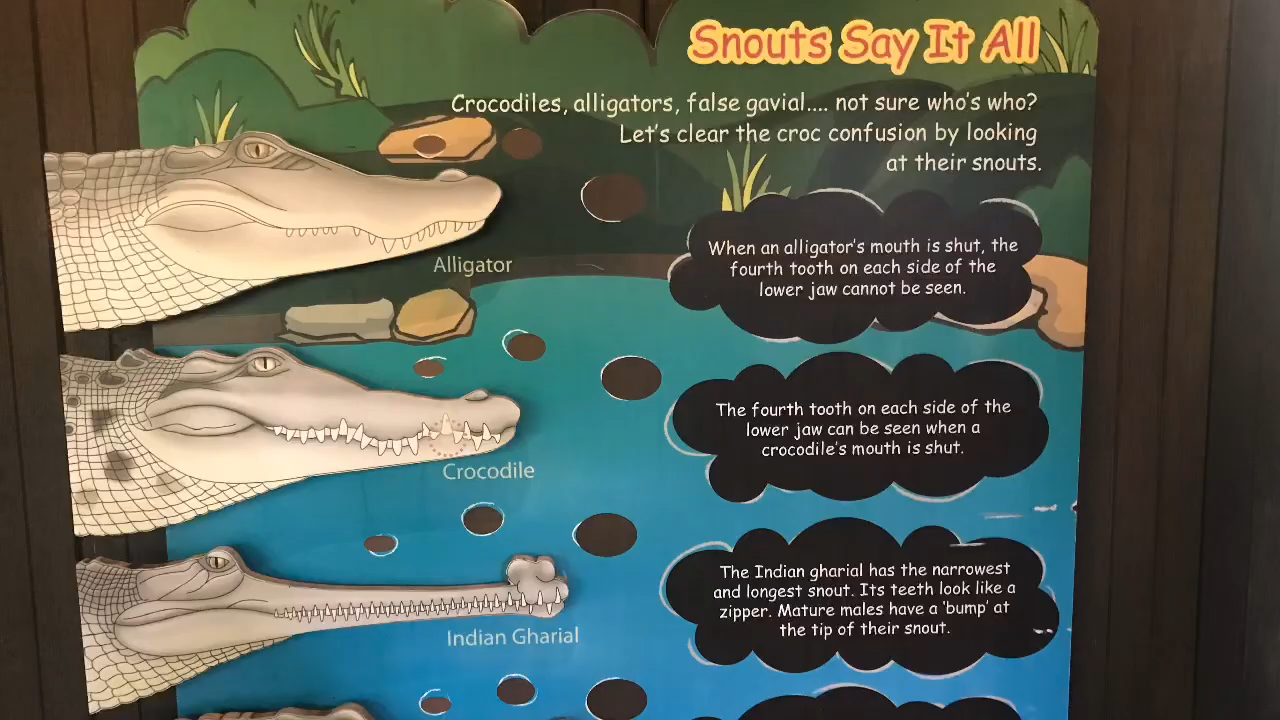 Snouts Say It All
Crocodiles, alligators, false gavial.... not sure who's who?
Let's clear the croc confusion by looking
at their snouts.
When an alligator's mouth is shut, the
fourth tooth on each side of the
lower jaw cannot be seen.
Alligator
The fourth tooth on each side of the
lower jaw can be seen when a
crocodile's mouth is shut.
Crocodile
The Indian gharial has the narrowest
and longest snout. Its teeth look like a
zipper. Mature males have a 'bump' at
the tip of their snout.
Indian Gharial